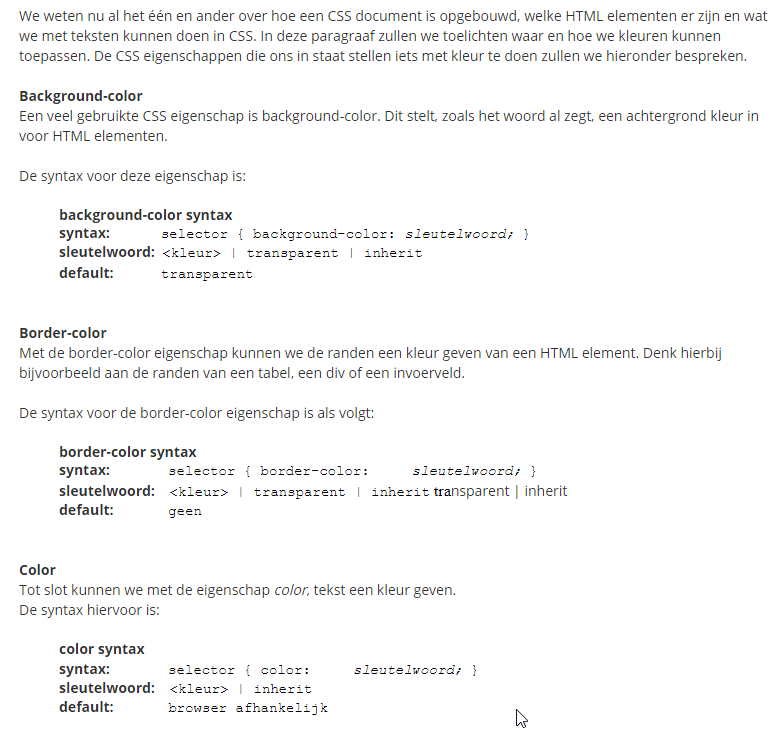 We weten nu al het één en ander over hoe een CSS document is opgebouwd, welke HTML elementen er zijn en wat
we met teksten kunnen doen in CSS. In deze paragraaf zullen we toelichten waar en hoe we kleuren kunnen
toepassen. De CSS eigenschappen die ons in staat stellen iets met kleur te doen zullen we hieronder bespreken.
Background-color
Een veel gebruikte CSS eigenschap is background-color. Dit stelt, zoals het woord al zegt, een achtergrond kleur in
voor HTML elementen.
De syntax voor deze eigenschap is:
background-color syntax
syntax: selector { background-color: sleutelwoord; }
sleutelwoord: <kleur> | transparent | inherit
default: transparent
Border-color
Met de border-color eigenschap kunnen we de randen een kleur geven van een HTML element. Denk hierbij
bijvoorbeeld aan de randen van een tabel, een div of een invoerveld.
De syntax voor de border-color eigenschap is als volgt:
border-color syntax
syntax: selector { border-color: sleutelwoord; }
sleutelwoord: <kleur> | transparent | inherit transparent | inherit
default: geen
Color
Tot slot kunnen we met de eigenschap color, tekst een kleur geven.
De syntax hiervoor is:
color syntax
syntax: selector { color: sleutelwoord; }
sleutelwoord: <kleur> | inherit
default: browser afhankelijk